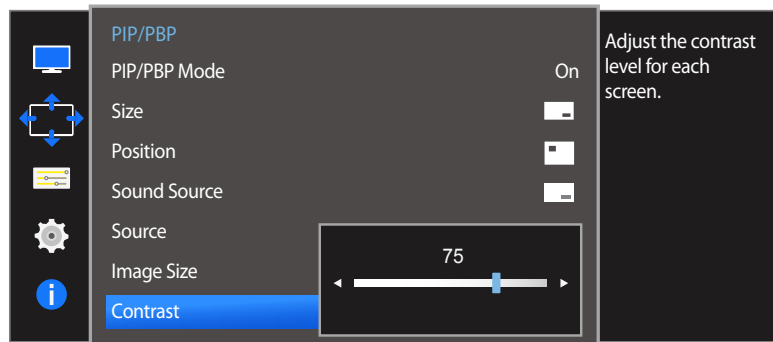 PIP/PBP
PIP/PBP Mode On
Size
Position
Sound Source
Source
Image Size
Contrast
75
Adjust the contrast
level for each
screen.